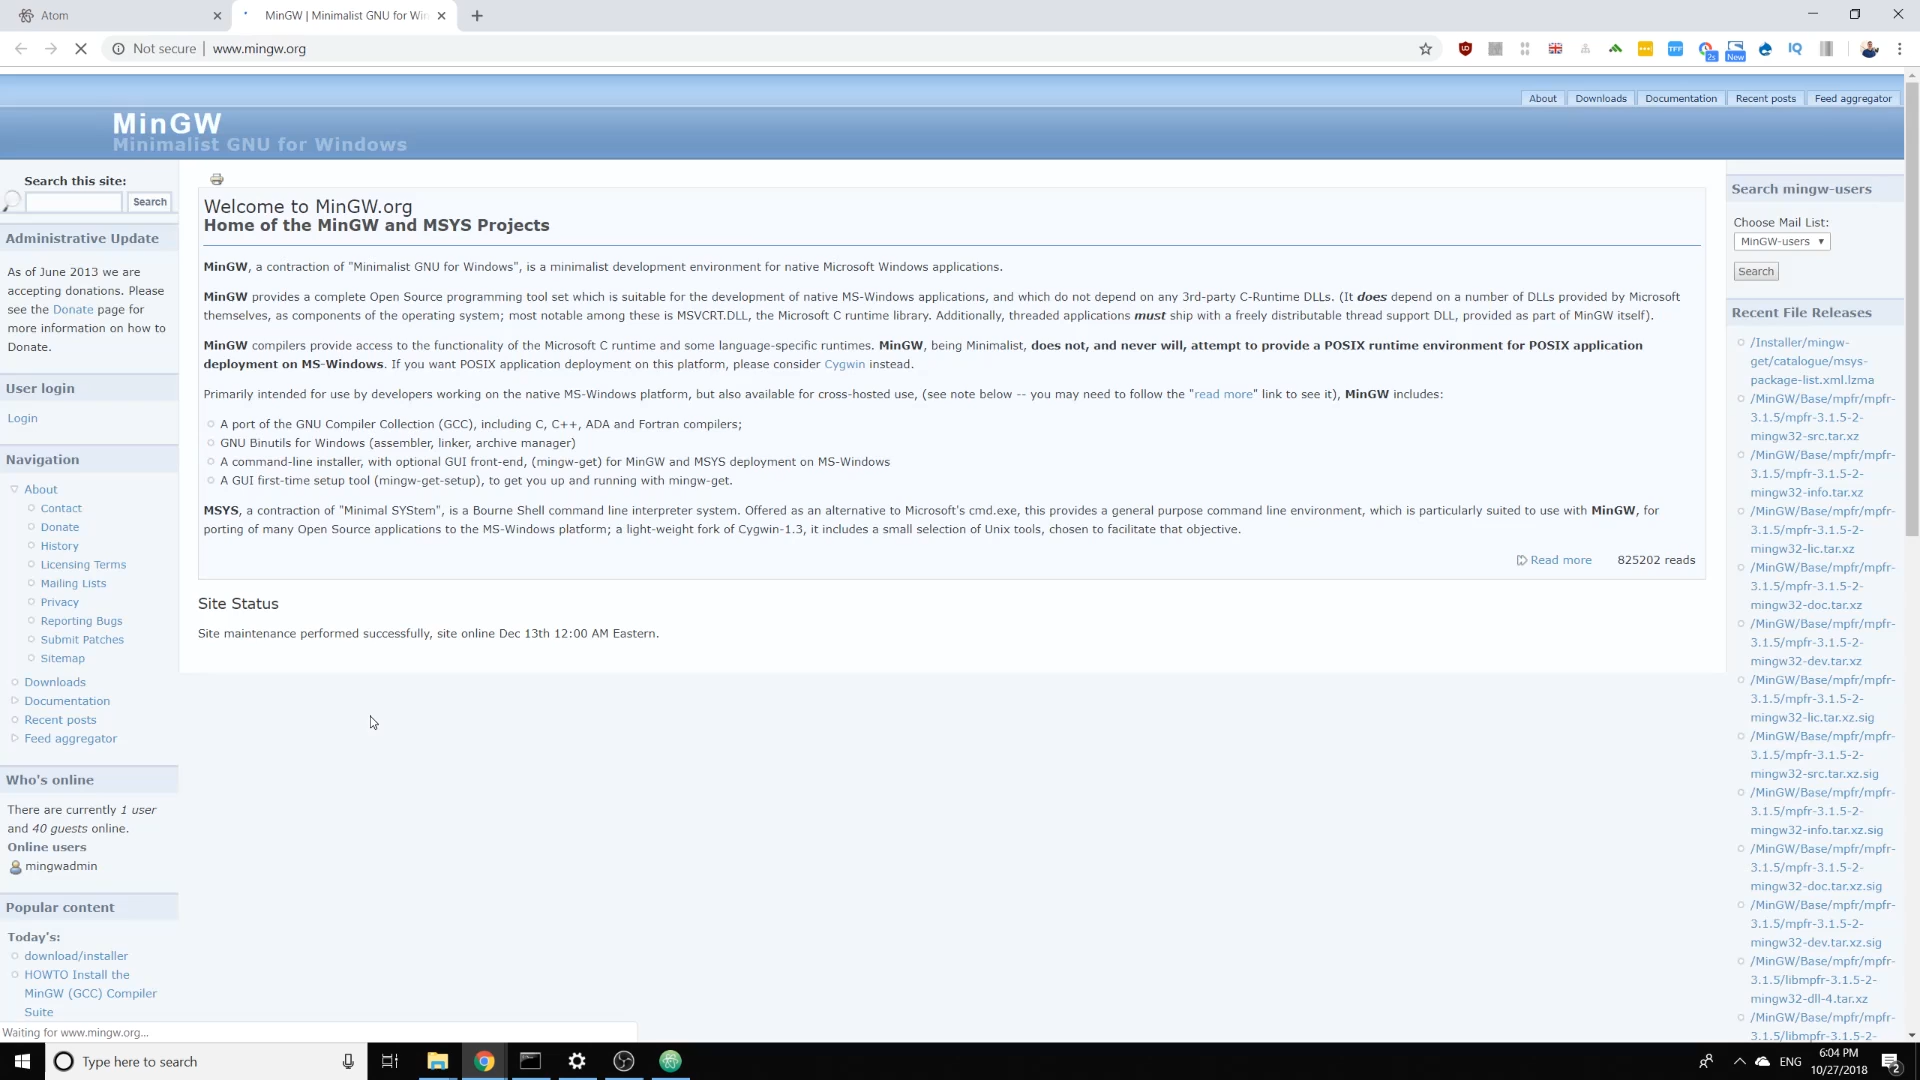 Atom
MinGW | Minimalist GNU for Win
Not secure | www.mingw.org
TFF
2s
New
IQ
About
Downloads
Documentation
Recent posts
Feed aggregator
MinGW
Minimalist GNU for Windows
Search this site:
Search
Administrative Update
As of June 2013 we are
accepting donations. Please
see the Donate page for
more information on how to
Donate.
User login
Login
Navigation
About
Contact
Donate
History
Licensing Terms
Mailing Lists
Privacy
Reporting Bugs
Submit Patches
Sitemap
Downloads
Documentation
Recent posts
Feed aggregator
Who's online
There are currently 1 user
and 40 guests online.
Online users
mingwadmin
Popular content
Today's:
download/installer
HOWTO Install the
MinGW (GCC) Compiler
Suite
Waiting for www.mingw.org...
Welcome to MinGW.org
Home of the MinGW and MSYS Projects
MinGW, a contraction of "Minimalist GNU for Windows", is a minimalist development environment for native Microsoft Windows applications.
MinGW provides a complete Open Source programming tool set which is suitable for the development of native MS-Windows applications, and which do not depend on any 3rd-party C-Runtime DLLs. (It does depend on a number of DLLs provided by Microsoft
themselves, as components of the operating system; most notable among these is MSVCRT.DLL, the Microsoft C runtime library. Additionally, threaded applications must ship with a freely distributable thread support DLL, provided as part of MinGW itself).
MinGW compilers provide access to the functionality of the Microsoft C runtime and some language-specific runtimes. MinGW, being Minimalist, does not, and never will, attempt to provide a POSIX runtime environment for POSIX application
deployment on MS-Windows. If you want POSIX application deployment on this platform, please consider Cygwin instead.
Primarily intended for use by developers working on the native MS-Windows platform, but also available for cross-hosted use, (see note below -- you may need to follow the "read more" link to see it), MinGW includes:
A port of the GNU Compiler Collection (GCC), including C, C++, ADA and Fortran compilers;
GNU Binutils for Windows (assembler, linker, archive manager)
A command-line installer, with optional GUI front-end, (mingw-get) for MinGW and MSYS deployment on MS-Windows
A GUI first-time setup tool (mingw-get-setup), to get you up and running with mingw-get.
MSYS, a contraction of "Minimal SYStem", is a Bourne Shell command line interpreter system. Offered as an alternative to Microsoft's cmd.exe, this provides a general purpose command line environment, which is particularly suited to use with MinGW, for
porting of many Open Source applications to the MS-Windows platform; a light-weight fork of Cygwin-1.3, it includes a small selection of Unix tools, chosen to facilitate that objective.
Read more
825202 reads
Site Status
Site maintenance performed successfully, site online Dec 13th 12:00 AM Eastern.
Search mingw-users
Choose Mail List:
MinGW-users
Search
Recent File Releases
/Installer/mingw-
get/catalogue/msys-
package-list.xml.lzma
/MinGW/Base/mpfr/mpfr-
3.1.5/mpfr-3.1.5-2-
mingw32-src.tar.xz
/MinGW/Base/mpfr/mpfr-
3.1.5/mpfr-3.1.5-2-
mingw32-info.tar.xz
/MinGW/Base/mpfr/mpfr-
3.1.5/mpfr-3.1.5-2-
mingw32-lic.tar.xz
/MinGW/Base/mpfr/mpfr-
3.1.5/mpfr-3.1.5-2-
mingw32-doc.tar.xz
/MinGW/Base/mpfr/mpfr-
3.1.5/mpfr-3.1.5-2-
mingw32-dev.tar.xz
/MinGW/Base/mpfr/mpfr-
3.1.5/mpfr-3.1.5-2-
mingw32-lic.tar.xz.sig
/MinGW/Base/mpfr/mpfr-
3.1.5/mpfr-3.1.5-2-
mingw32-src.tar.xz.sig
/MinGW/Base/mpfr/mpfr-
3.1.5/mpfr-3.1.5-2-
mingw32-info.tar.xz.sig
/MinGW/Base/mpfr/mpfr-
3.1.5/mpfr-3.1.5-2-
mingw32-doc.tar.xz.sig
/MinGW/Base/mpfr/mpfr-
3.1.5/mpfr-3.1.5-2-
mingw32-dev.tar.xz.sig
/MinGW/Base/mpfr/mpfr-
3.1.5/libmpfr-3.1.5-2-
mingw32-dll-4.tar.xz
/MinGW/Base/mpfr/mpfr-
3.1.5/libmpfr-3.1.5-2-
Type here to search
ENG
6:04 PM
10/27/2018
2